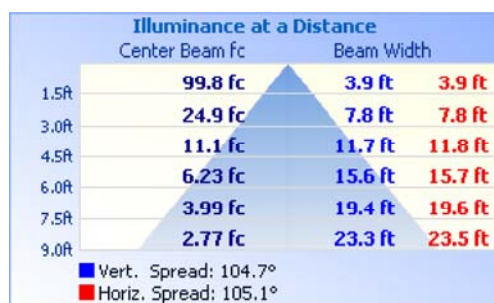 Illuminance at a Distance
Center Beam fc Beam Width
1.5ft 99.8 fc 3.9 ft 3.9 ft
3.0ft 24.9 fc 7.8 ft 7.8 ft
4.5ft 11.1 fc 11.7 ft 11.8 ft
6.0ft 6.23 fc 15.6 ft 15.7 ft
7.5ft 3.99 fc 19.4 ft 19.6 ft
9.0ft 2.77 fc 23.3 ft 23.5 ft
Vert. Spread: 104.7°
Horiz. Spread: 105.1°